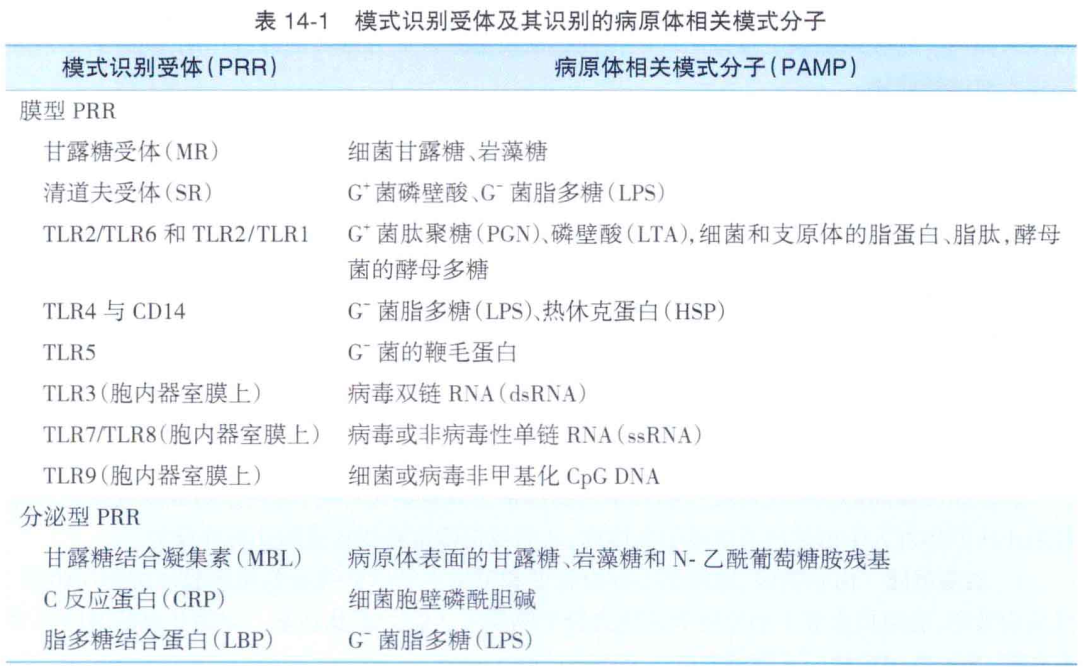 表 14-1 模式识别受体及其识别的病原体相关模式分子
模式识别受体(PRR) 病原体相关模式分子(PAMP)
膜型 PRR
甘露糖受体(MR) 细菌甘露糖、岩藻糖
清道夫受体(SR) G⁺菌磷壁酸、G⁻菌脂多糖(LPS)
TLR2/TLR6 和 TLR2/TLR1 G⁺菌肽聚糖(PGN)、磷壁酸(LTA),细菌和支原体的脂蛋白、脂肽,酵母
菌的酵母多糖
TLR4 与 CD14 G⁻菌脂多糖(LPS)、热休克蛋白(HSP)
TLR5 G⁻菌的鞭毛蛋白
TLR3(胞内器室膜上) 病毒双链 RNA(dsRNA)
TLR7/TLR8(胞内器室膜上) 病毒或非病毒性单链 RNA(ssRNA)
TLR9(胞内器室膜上) 细菌或病毒非甲基化 CpG DNA
分泌型 PRR
甘露糖结合凝集素(MBL) 病原体表面的甘露糖、岩藻糖和 N-乙酰葡萄糖胺残基
C 反应蛋白(CRP) 细菌胞壁磷酰胆碱
脂多糖结合蛋白(LBP) G⁻菌脂多糖(LPS)